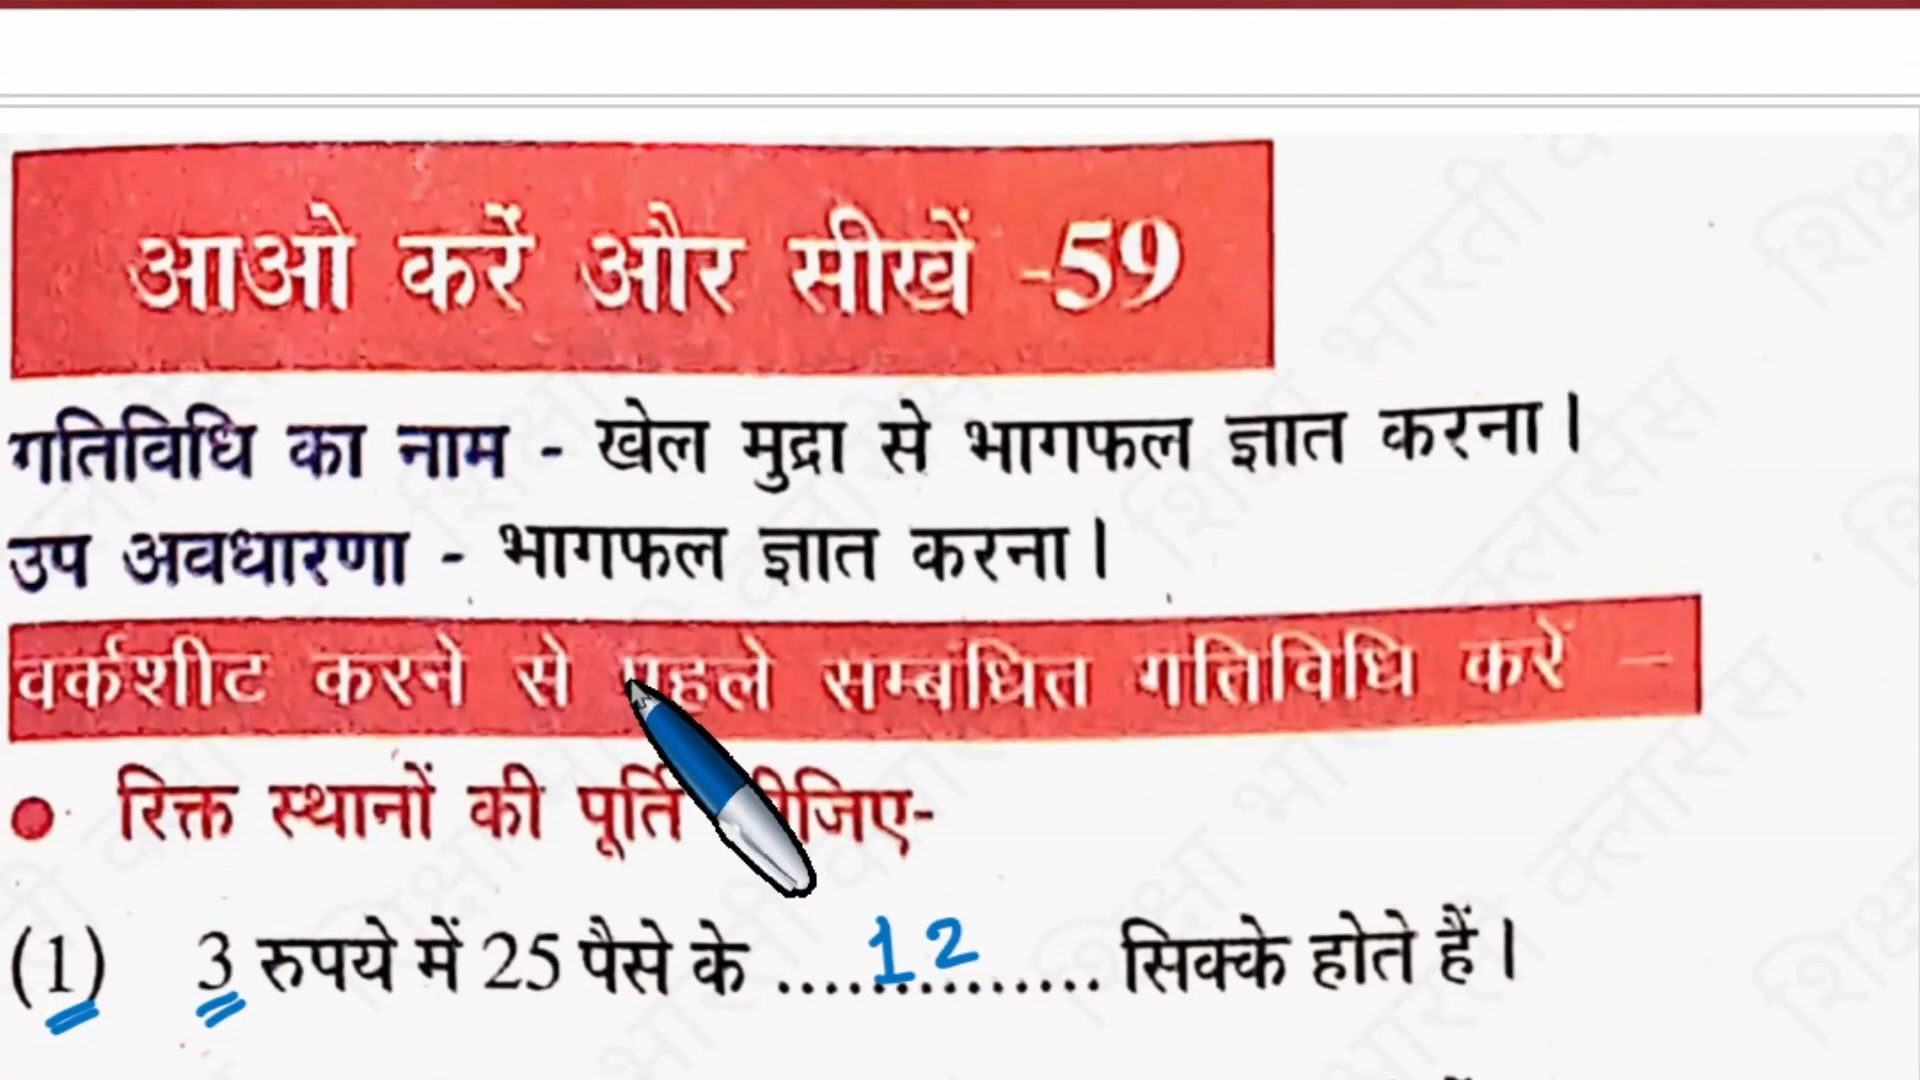 आओ करें और सीखें -59
गतिविधि का नाम - खेल मुद्रा से भागफल ज्ञात करना।
उप अवधारणा - भागफल ज्ञात करना।
वर्कशीट करने से पहले सम्बंधित गतिविधि करें –
• रिक्त स्थानों की पूर्ति कीजिए-
(1) 3 रुपये में 25 पैसे के ....12.......... सिक्के होते हैं।